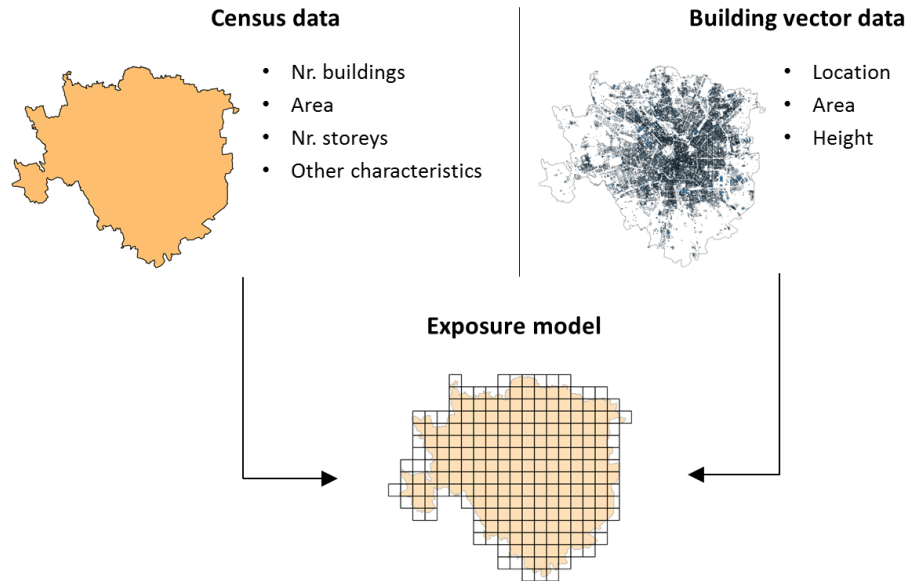 Census data
• Nr. buildings
• Area
• Nr. storeys
• Other characteristics
Building vector data
• Location
• Area
• Height
Exposure model